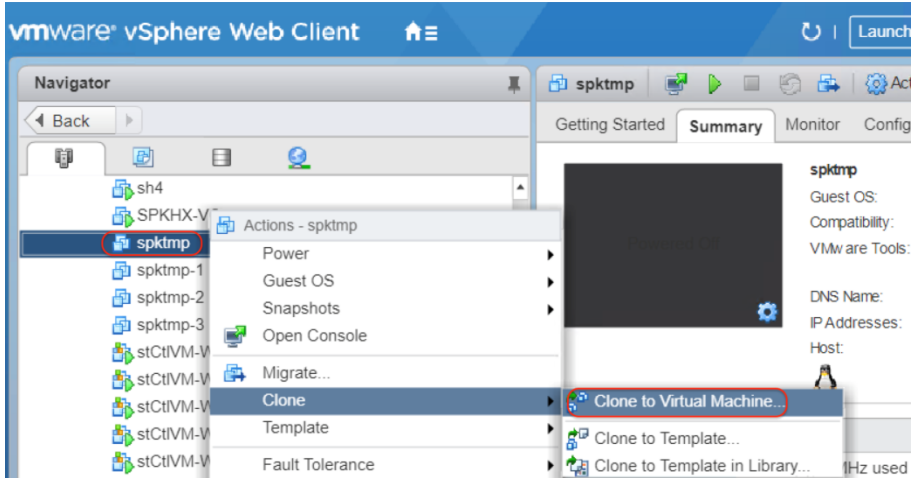 vmware® vSphere Web Client
Launch
Navigator
Back
sh4
SPKHX-V
spktmp
spktmp-1
spktmp-2
spktmp-3
stCtlVM-W
stCtlVM-W
stCtlVM-W
stCtlVM-W
stCtlVM-W
Actions - spktmp
Power
Guest OS
Snapshots
Open Console
Migrate...
Clone
Template
Fault Tolerance
Clone to Virtual Machine...
Clone to Template...
Clone to Template in Library...
spktmp
Act
Getting Started
Summary
Monitor
Config
Powered Off
spktmp
Guest OS:
Compatibility:
VMware Tools:
DNS Name:
IP Addresses:
Host:
MHz used